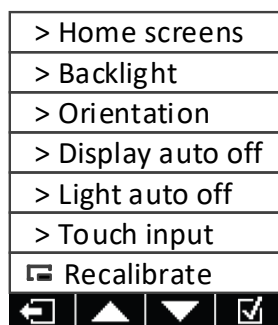 > Home screens
> Backlight
> Orientation
> Display auto off
> Light auto off
> Touch input
Recalibrate